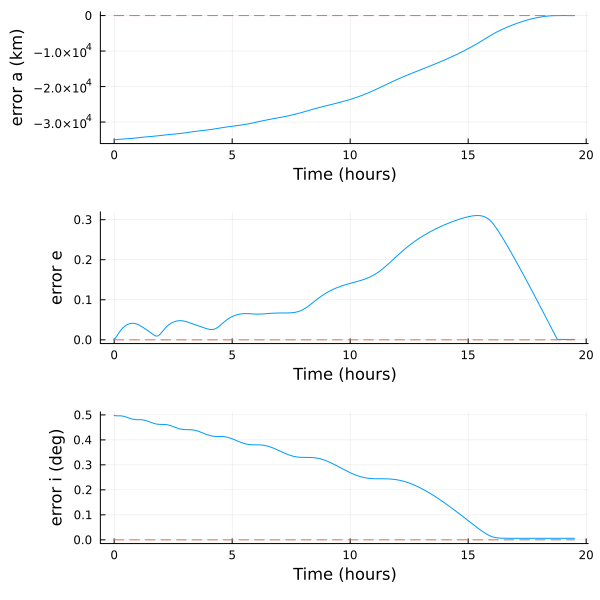 error a (km)
0
−1.0×10⁴
−2.0×10⁴
−3.0×10⁴
0 5 10 15 20
Time (hours)
error e
0.3
0.2
0.1
0.0
0 5 10 15 20
Time (hours)
error i (deg)
0.5
0.4
0.3
0.2
0.1
0.0
0 5 10 15 20
Time (hours)